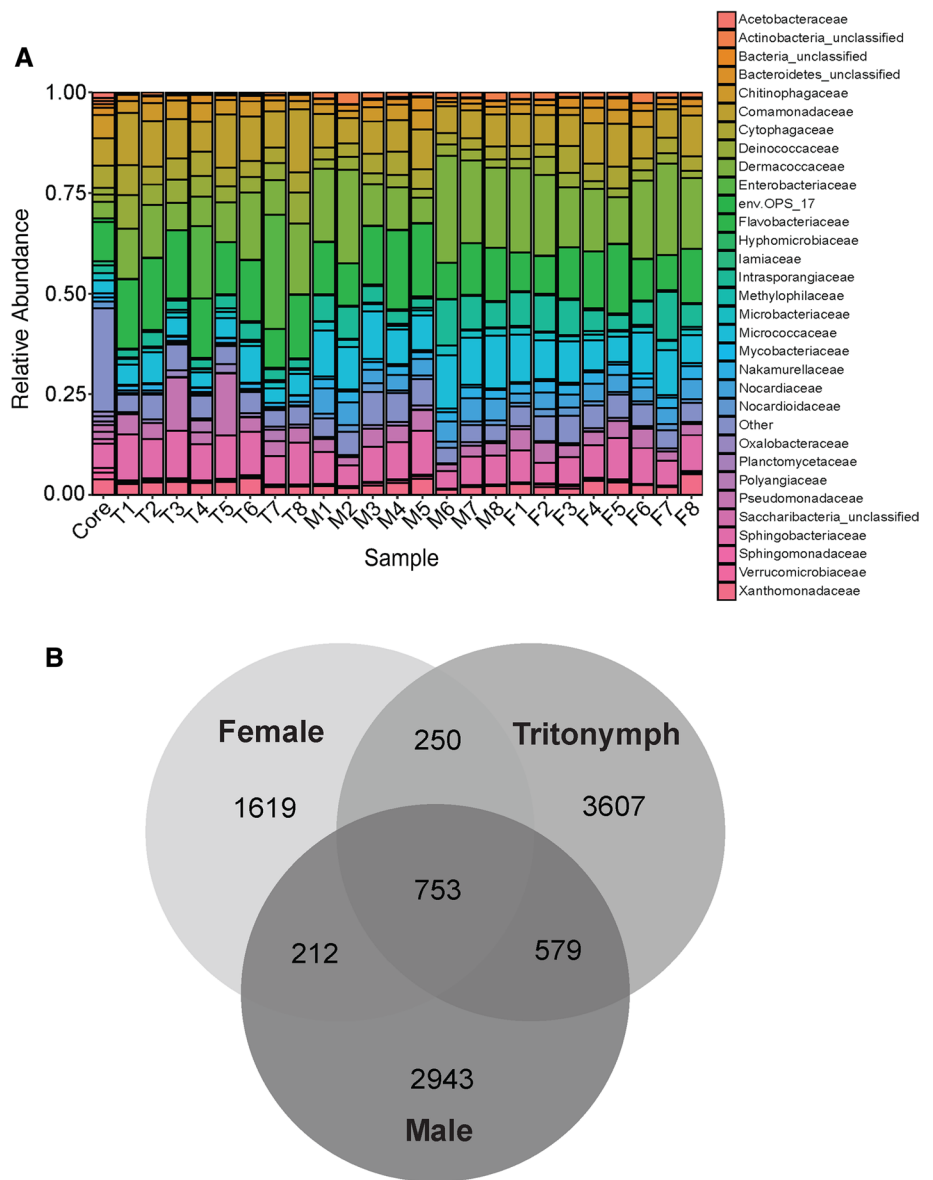 A
Relative Abundance
1.00
0.75
0.50
0.25
0.00
Core T1 T2 T3 T4 T5 T6 T7 T8 M1 M2 M3 M4 M5 M6 M7 M8 F1 F2 F3 F4 F5 F6 F7 F8
Sample
Acetobacteraceae
Actinobacteria_unclassified
Bacteria_unclassified
Bacteroidetes_unclassified
Chitinophagaceae
Comamonadaceae
Cytophagaceae
Deinococcaceae
Dermacoccaceae
Enterobacteriaceae
env.OPS_17
Flavobacteriaceae
Hyphomicrobiaceae
Iamiaceae
Intrasporangiaceae
Methylophilaceae
Microbacteriaceae
Micrococcaceae
Mycobacteriaceae
Nakamurellaceae
Nocardiaceae
Nocardioidaceae
Other
Oxalobacteraceae
Planctomycetaceae
Polyangiaceae
Pseudomonadaceae
Saccharibacteria_unclassified
Sphingobacteriaceae
Sphingomonadaceae
Verrucomicrobiaceae
Xanthomonadaceae
B
Female
250
Tritonymph
1619
3607
753
212
579
2943
Male